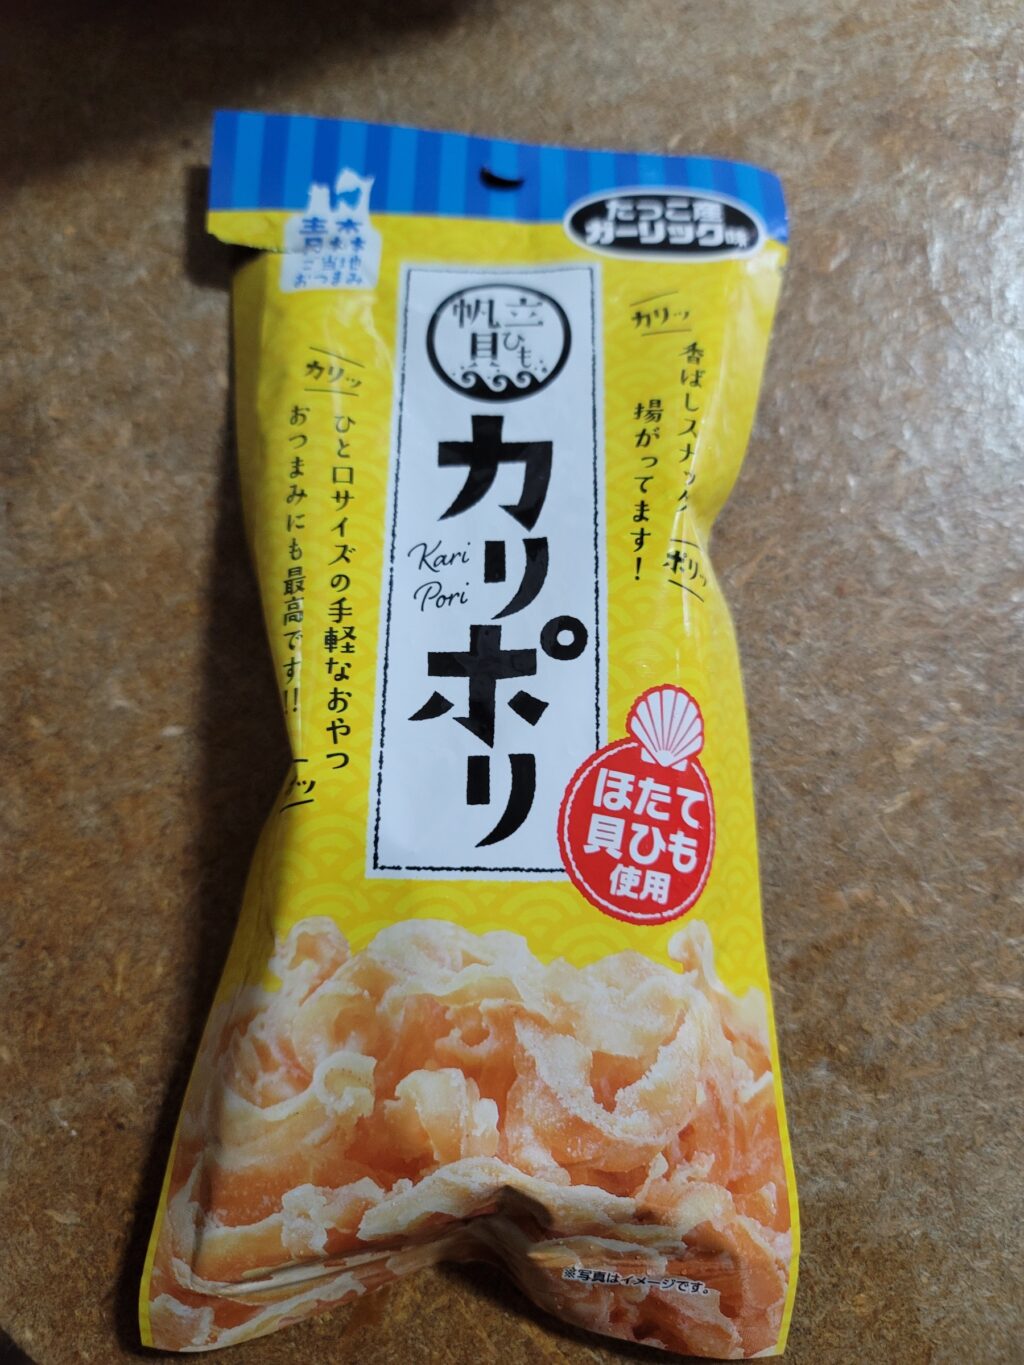 青森
ご当地
おつまみ
たっこ産
ガーリック味
帆立
貝ひも
カリポリ
Kari
Pori
カリッ
香ばしスナック
揚がってます!
ポリッ
カリッ
ひと口サイズの手軽なおやつ
おつまみにも最高です!!
ほたて
貝ひも
使用
※写真はイメージです。